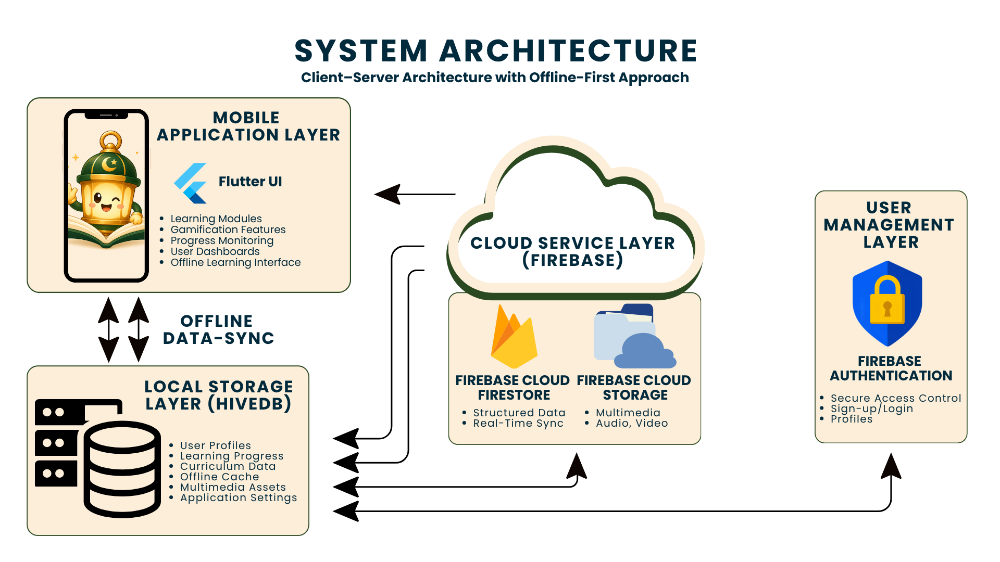 SYSTEM ARCHITECTURE
Client–Server Architecture with Offline-First Approach
MOBILE
APPLICATION LAYER
Flutter UI
• Learning Modules
• Gamification Features
• Progress Monitoring
• User Dashboards
• Offline Learning Interface
OFFLINE
DATA-SYNC
LOCAL STORAGE
LAYER (HIVEDB)
• User Profiles
• Learning Progress
• Curriculum Data
• Offline Cache
• Multimedia Assets
• Application Settings
CLOUD SERVICE LAYER
(FIREBASE)
FIREBASE CLOUD
FIRESTORE
• Structured Data
• Real-Time Sync
FIREBASE CLOUD
STORAGE
• Multimedia
• Audio, Video
USER
MANAGEMENT
LAYER
FIREBASE
AUTHENTICATION
• Secure Access Control
• Sign-up/Login
• Profiles